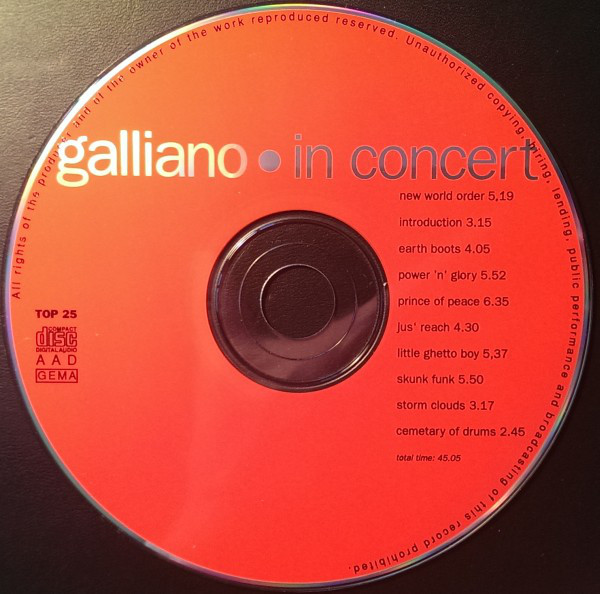 All rights of the producer and of the owner of the work reproduced reserved. Unauthorized copying, hiring, lending, public performance and broadcasting of this record prohibited.
galliano • in concert
new world order 5,19
introduction 3.15
earth boots 4.05
power 'n' glory 5.52
prince of peace 6.35
jus' reach 4.30
little ghetto boy 5,37
skunk funk 5.50
storm clouds 3.17
cemetary of drums 2.45
total time: 45.05
TOP 25
COMPACT
disc
DIGITAL AUDIO
AAD
GEMA